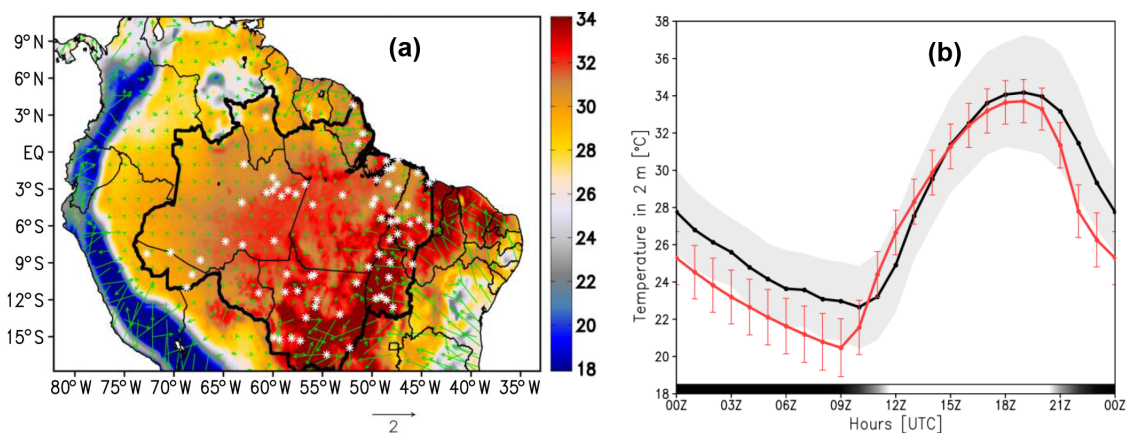 (a)
9°N
6°N
3°N
EQ
3°S
6°S
9°S
12°S
15°S
80°W 75°W 70°W 65°W 60°W 55°W 50°W 45°W 40°W 35°W
2
34
32
30
28
26
24
22
20
18
(b)
Temperature in 2 m [°C]
38
36
34
32
30
28
26
24
22
20
18
00Z 03Z 06Z 09Z 12Z 15Z 18Z 21Z 00Z
Hours [UTC]